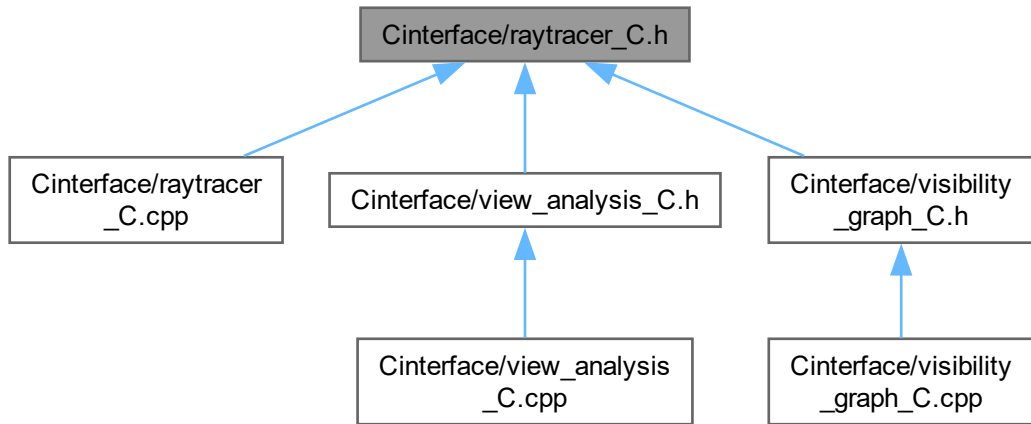 Cinterface/raytracer_C.h
Cinterface/raytracer
_C.cpp
Cinterface/view_analysis_C.h
Cinterface/visibility
_graph_C.h
Cinterface/view_analysis
_C.cpp
Cinterface/visibility
_graph_C.cpp